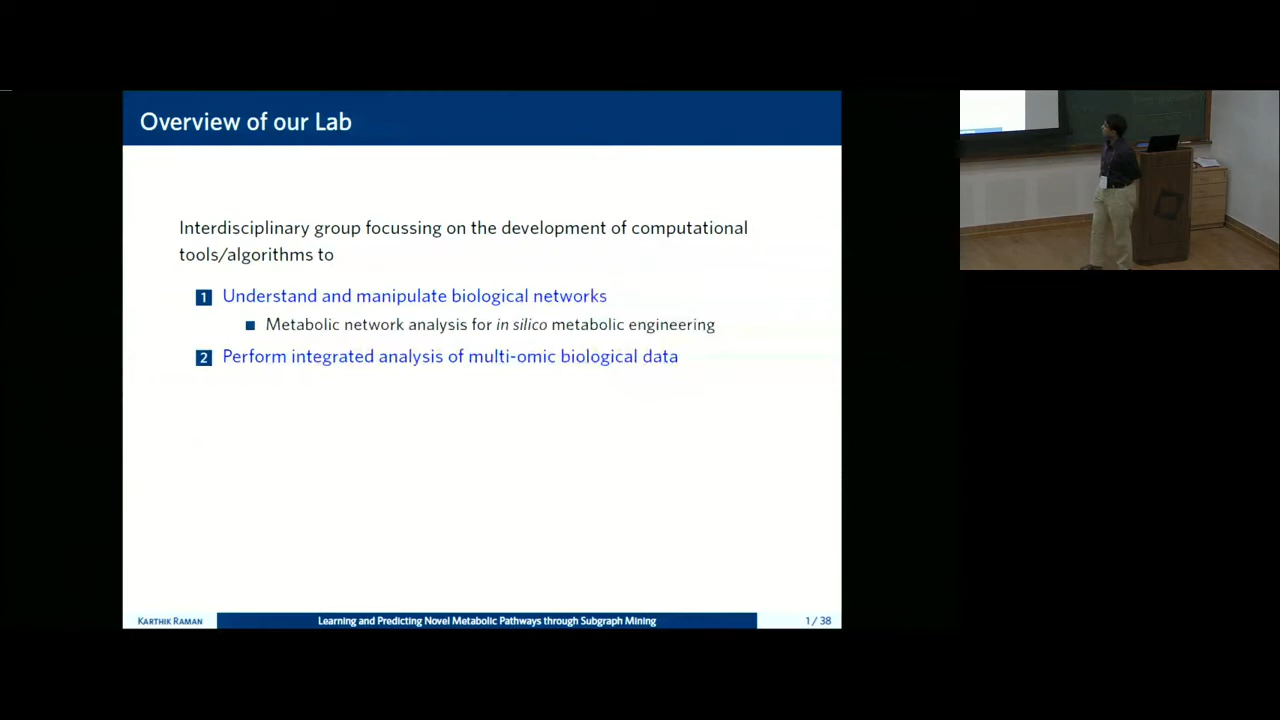 Overview of our Lab
Interdisciplinary group focussing on the development of computational
tools/algorithms to
1 Understand and manipulate biological networks
Metabolic network analysis for in silico metabolic engineering
2 Perform integrated analysis of multi-omic biological data
KARTHIK RAMAN
Learning and Predicting Novel Metabolic Pathways through Subgraph Mining
1 / 38